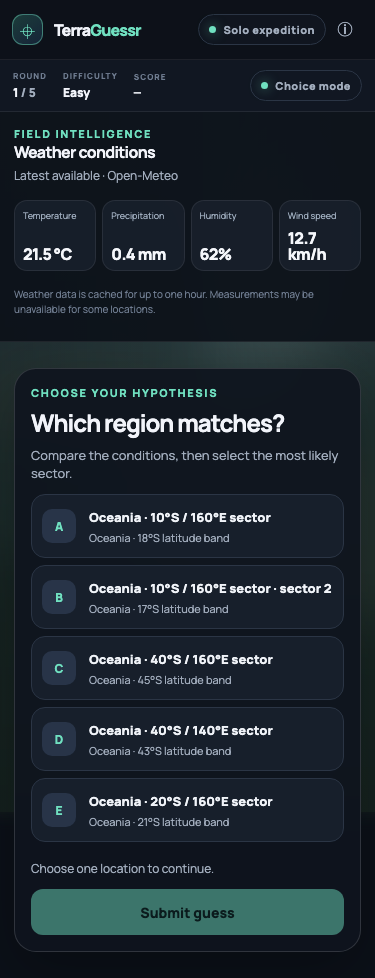 TerraGuessr
Solo expedition
ROUND
1 / 5
DIFFICULTY
Easy
SCORE
–
Choice mode
FIELD INTELLIGENCE
Weather conditions
Latest available · Open-Meteo
Temperature
21.5°C
Precipitation
0.4 mm
Humidity
62%
Wind speed
12.7
km/h
Weather data is cached for up to one hour. Measurements may be
unavailable for some locations.
CHOOSE YOUR HYPOTHESIS
Which region matches?
Compare the conditions, then select the most likely
sector.
A
Oceania · 10°S / 160°E sector
Oceania · 18°S latitude band
B
Oceania · 10°S / 160°E sector · sector 2
Oceania · 17°S latitude band
C
Oceania · 40°S / 160°E sector
Oceania · 45°S latitude band
D
Oceania · 40°S / 140°E sector
Oceania · 43°S latitude band
E
Oceania · 20°S / 160°E sector
Oceania · 21°S latitude band
Choose one location to continue.
Submit guess